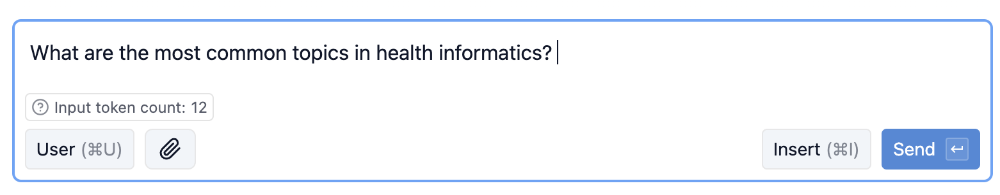 What are the most common topics in health informatics?
Input token count: 12
User (⌘U)
Insert (⌘I)
Send